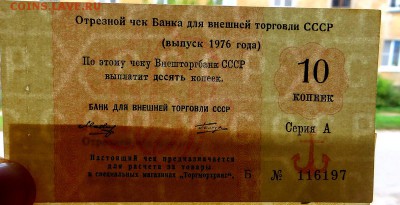 COINS.LAVE.RU
Отрезной чек Банка для внешней торговли СССР
(выпуск 1976 года)
По этому чеку Внешторгбанк СССР
выплатит десять копеек.
10
КОПЕЕК
БАНК ДЛЯ ВНЕШНЕЙ ТОРГОВЛИ СССР
Серия А
Настоящий чек предназначается
для расчета за товары
в специальных магазинах "Торгмортранс".
Б № 116197